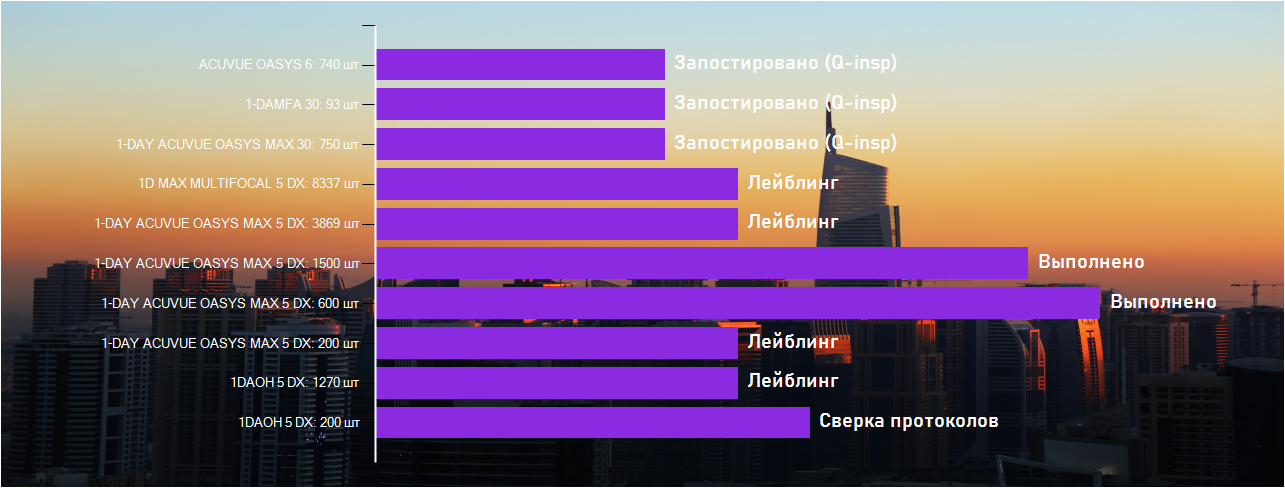 ACUVUE OASYS 6: 740 шт Запостировано (Q-insp)
1-DAMFA 30: 93 шт Запостировано (Q-insp)
1-DAY ACUVUE OASYS MAX 30: 750 шт Запостировано (Q-insp)
1D MAX MULTIFOCAL 5 DX: 8337 шт Лейблинг
1-DAY ACUVUE OASYS MAX 5 DX: 3869 шт Лейблинг
1-DAY ACUVUE OASYS MAX 5 DX: 1500 шт Выполнено
1-DAY ACUVUE OASYS MAX 5 DX: 600 шт Выполнено
1-DAY ACUVUE OASYS MAX 5 DX: 200 шт Лейблинг
1DAOH 5 DX: 1270 шт Лейблинг
1DAOH 5 DX: 200 шт Сверка протоколов